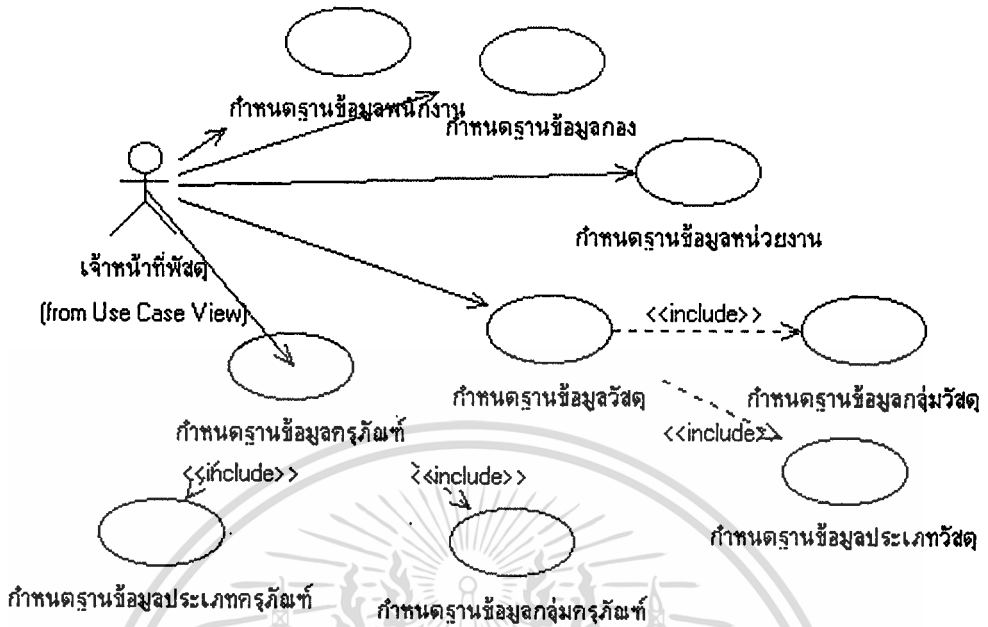 กำหนดฐานข้อมูลพนักงาน
กำหนดฐานข้อมูลกอง
กำหนดฐานข้อมูลหน่วยงาน
เจ้าหน้าที่พัสดุ
(from Use Case View)
<<include>>
กำหนดฐานข้อมูลวัสดุ
กำหนดฐานข้อมูลกลุ่มวัสดุ
กำหนดฐานข้อมูลครุภัณฑ์
<<include>>
<<include>>
<<include>>
กำหนดฐานข้อมูลประเภทวัสดุ
กำหนดฐานข้อมูลประเภทครุภัณฑ์
กำหนดฐานข้อมูลกลุ่มครุภัณฑ์